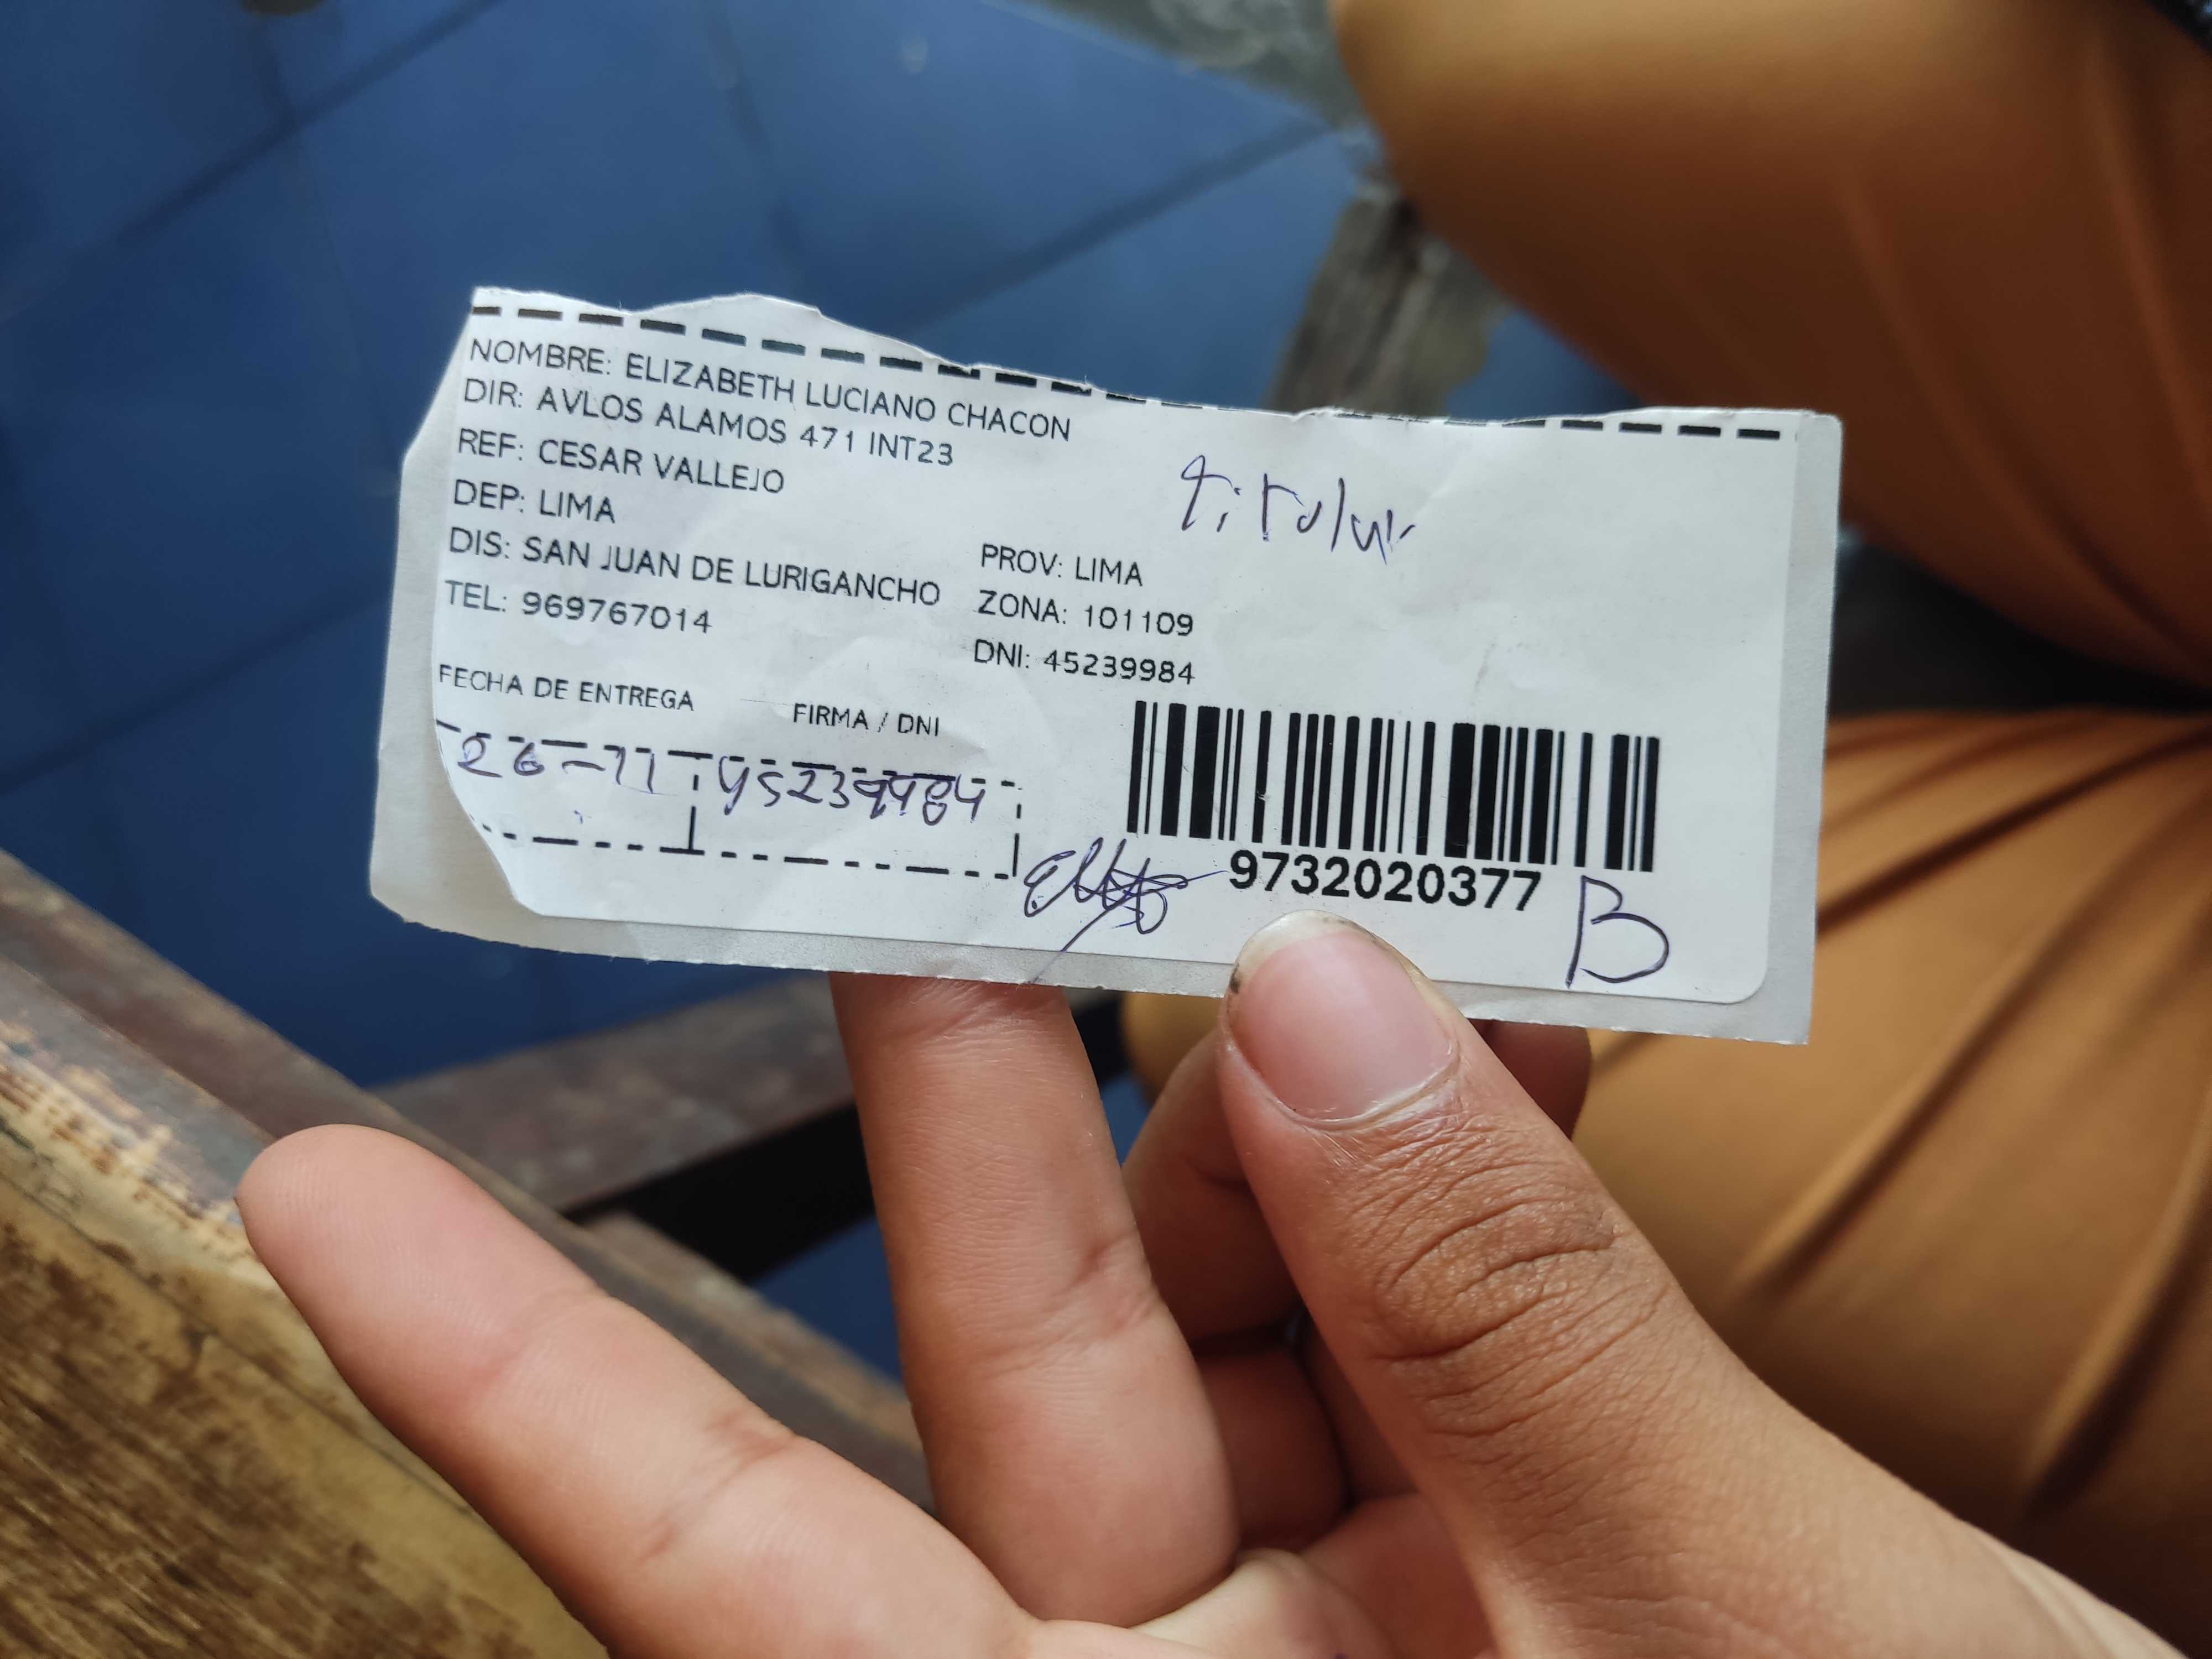 NOMBRE: ELIZABETH LUCIANO CHACON
DIR: AVLOS ALAMOS 471 INT23
REF: CESAR VALLEJO
DEP: LIMA
DIS: SAN JUAN DE LURIGANCHO
TEL: 969767014
titular
PROV: LIMA
ZONA: 101109
DNI: 45239984
FECHA DE ENTREGA
FIRMA / DNI
26-11
45239984
9732020377
B